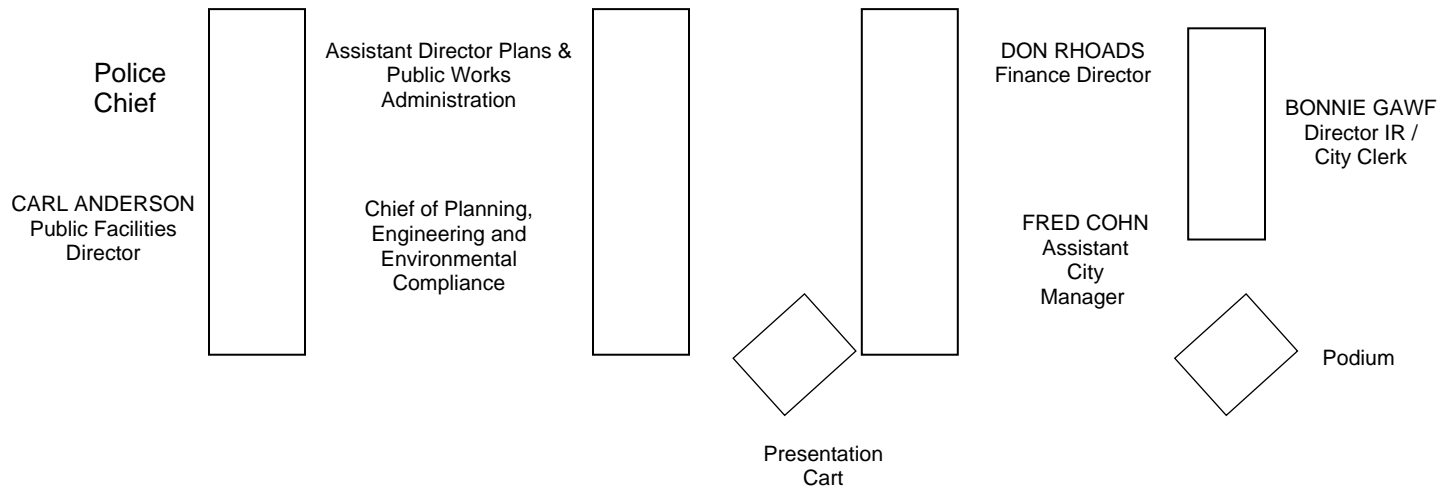 Police
Chief
CARL ANDERSON
Public Facilities
Director
Assistant Director Plans &
Public Works
Administration
Chief of Planning,
Engineering and
Environmental
Compliance
Presentation
Cart
DON RHOADS
Finance Director
FRED COHN
Assistant
City
Manager
BONNIE GAWF
Director IR /
City Clerk
Podium